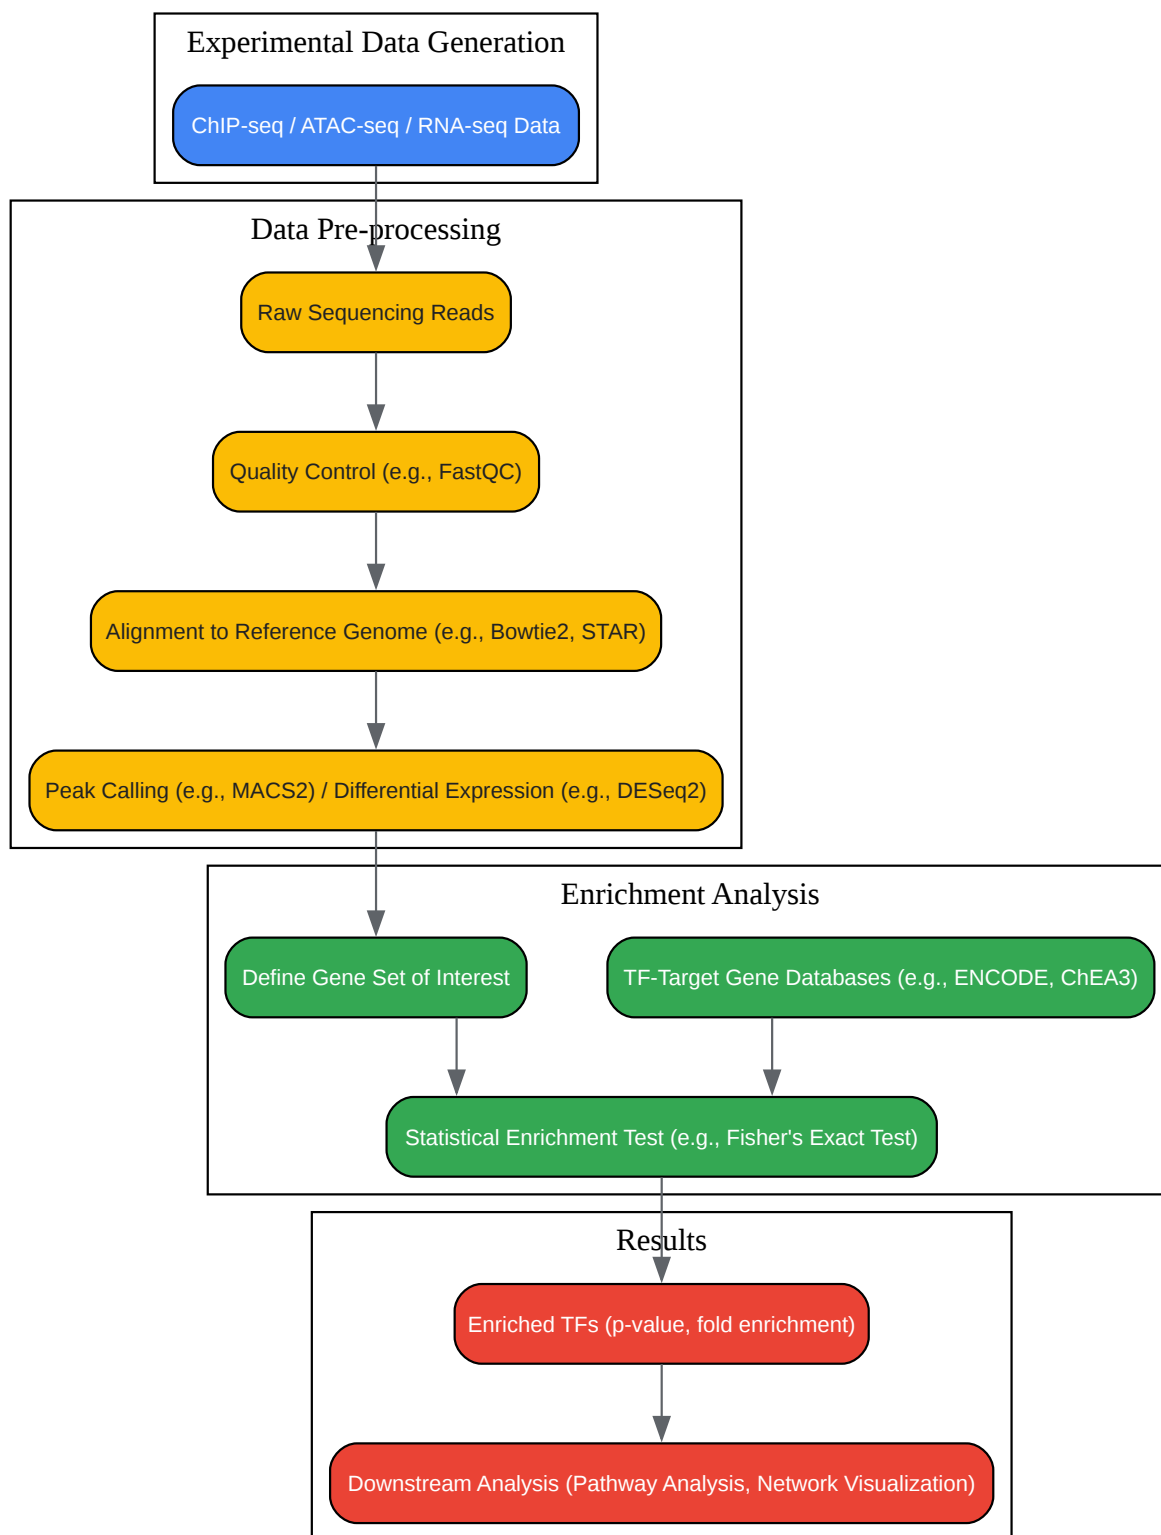 Experimental Data Generation
ChIP-seq / ATAC-seq / RNA-seq Data
Data Pre-processing
Raw Sequencing Reads
Quality Control (e.g., FastQC)
Alignment to Reference Genome (e.g., Bowtie2, STAR)
Peak Calling (e.g., MACS2) / Differential Expression (e.g., DESeq2)
Enrichment Analysis
Define Gene Set of Interest
TF-Target Gene Databases (e.g., ENCODE, ChEA3)
Statistical Enrichment Test (e.g., Fisher's Exact Test)
Results
Enriched TFs (p-value, fold enrichment)
Downstream Analysis (Pathway Analysis, Network Visualization)